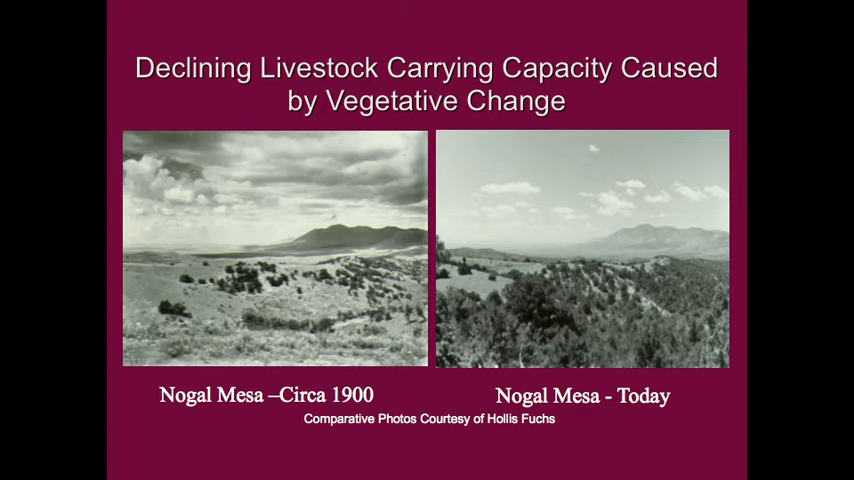 Declining Livestock Carrying Capacity Caused
by Vegetative Change
Nogal Mesa –Circa 1900
Nogal Mesa - Today
Comparative Photos Courtesy of Hollis Fuchs